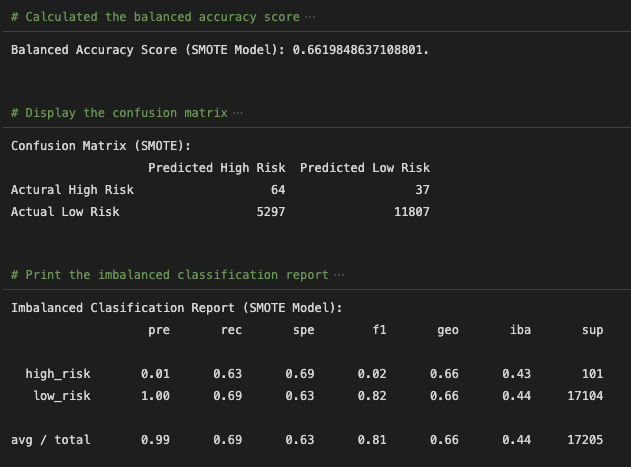 # Calculated the balanced accuracy score ···
Balanced Accuracy Score (SMOTE Model): 0.6619848637108801.
# Display the confusion matrix ···
Confusion Matrix (SMOTE):
Predicted High Risk Predicted Low Risk
Actural High Risk 64 37
Actual Low Risk 5297 11807
# Print the imbalanced classification report ···
Imbalanced Clasification Report (SMOTE Model):
pre rec spe f1 geo iba sup
high_risk 0.01 0.63 0.69 0.02 0.66 0.43 101
low_risk 1.00 0.69 0.63 0.82 0.66 0.44 17104
avg / total 0.99 0.69 0.63 0.81 0.66 0.44 17205